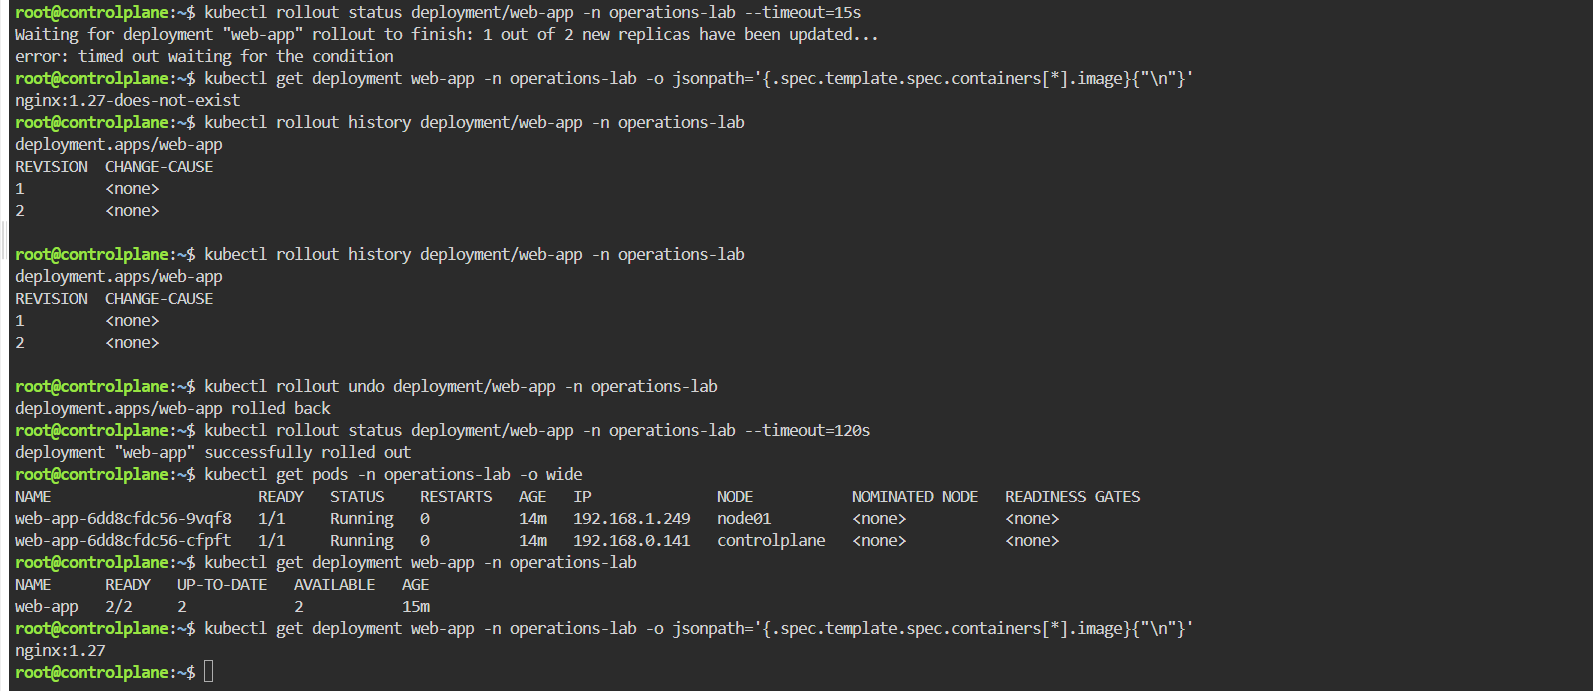 root@controlplane:~$ kubectl rollout status deployment/web-app -n operations-lab --timeout=15s
Waiting for deployment "web-app" rollout to finish: 1 out of 2 new replicas have been updated...
error: timed out waiting for the condition
root@controlplane:~$ kubectl get deployment web-app -n operations-lab -o jsonpath='{.spec.template.spec.containers[*].image}{"\n"}'
nginx:1.27-does-not-exist
root@controlplane:~$ kubectl rollout history deployment/web-app -n operations-lab
deployment.apps/web-app
REVISION  CHANGE-CAUSE
1         <none>
2         <none>

root@controlplane:~$ kubectl rollout history deployment/web-app -n operations-lab
deployment.apps/web-app
REVISION  CHANGE-CAUSE
1         <none>
2         <none>

root@controlplane:~$ kubectl rollout undo deployment/web-app -n operations-lab
deployment.apps/web-app rolled back
root@controlplane:~$ kubectl rollout status deployment/web-app -n operations-lab --timeout=120s
deployment "web-app" successfully rolled out
root@controlplane:~$ kubectl get pods -n operations-lab -o wide
NAME                       READY   STATUS    RESTARTS   AGE   IP              NODE           NOMINATED NODE   READINESS GATES
web-app-6dd8cfdc56-9vqf8   1/1     Running   0          14m   192.168.1.249   node01         <none>           <none>
web-app-6dd8cfdc56-cfpft   1/1     Running   0          14m   192.168.0.141   controlplane   <none>           <none>
root@controlplane:~$ kubectl get deployment web-app -n operations-lab
NAME      READY   UP-TO-DATE   AVAILABLE   AGE
web-app   2/2     2            2           15m
root@controlplane:~$ kubectl get deployment web-app -n operations-lab -o jsonpath='{.spec.template.spec.containers[*].image}{"\n"}'
nginx:1.27
root@controlplane:~$